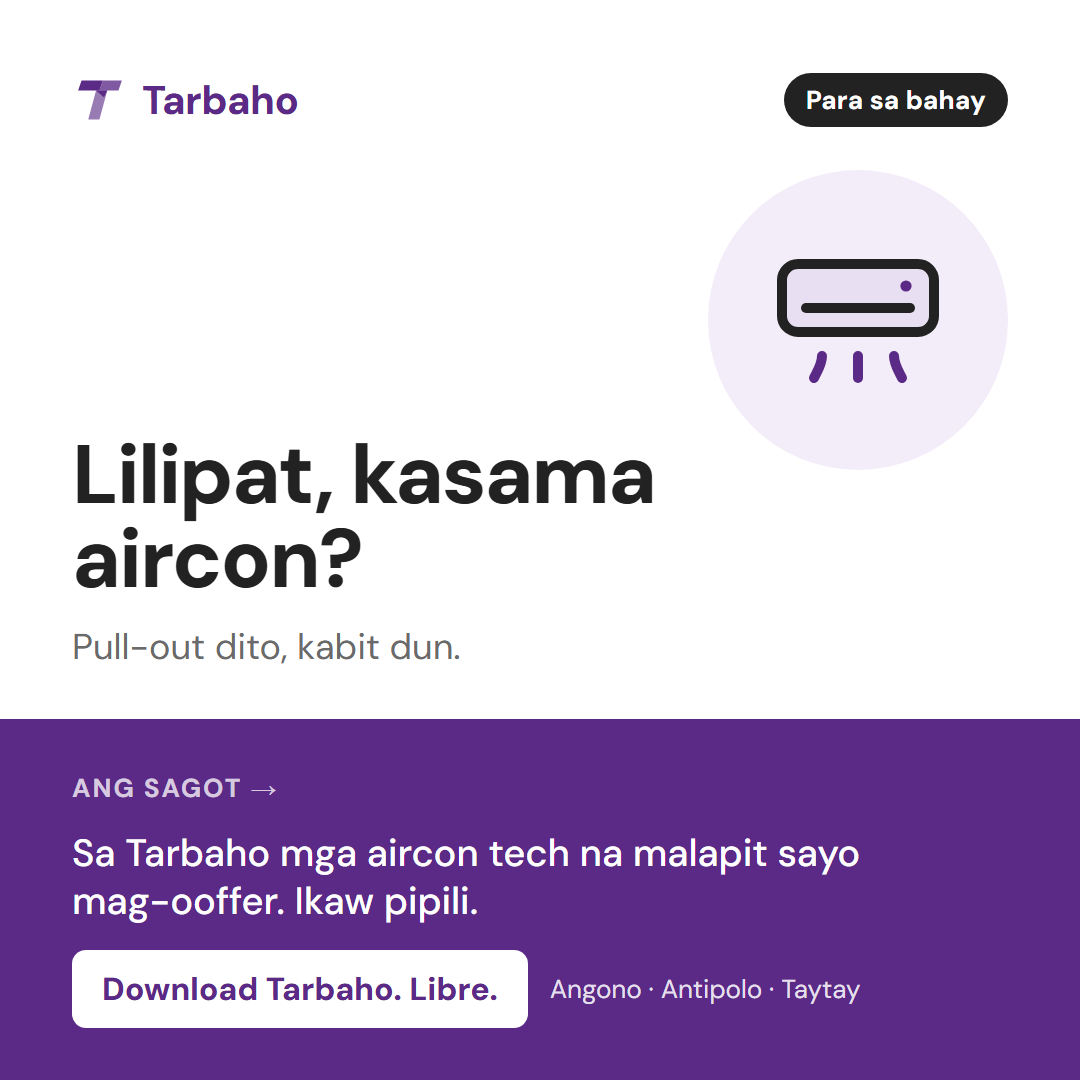 Tarbaho
Para sa bahay
Lilipat, kasama
aircon?
Pull-out dito, kabit dun.
ANG SAGOT →
Sa Tarbaho mga aircon tech na malapit sayo
mag-ooffer. Ikaw pipili.
Download Tarbaho. Libre.
Angono · Antipolo · Taytay